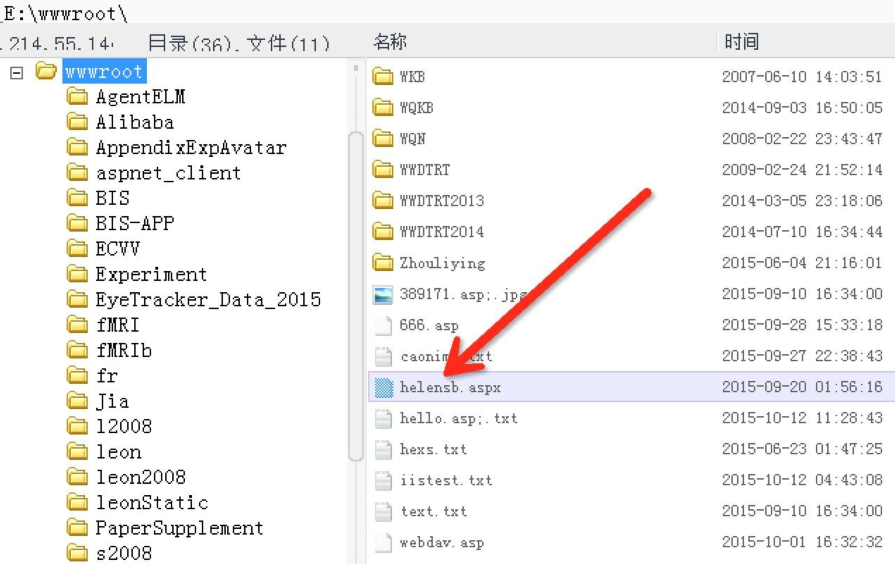 E:\wwwroot\
目录(36),文件(11)
名称
时间
wwwroot
AgentELM
Alibaba
AppendixExpAvatar
aspnet_client
BIS
BIS-APP
ECVV
Experiment
EyeTracker_Data_2015
fMRI
fMRIb
fr
Jia
l2008
leon
leon2008
leonStatic
PaperSupplement
s2008
WKB 2007-06-10 14:03:51
WQKB 2014-09-03 16:50:05
WQN 2008-02-22 23:43:47
WWDTRT 2009-02-24 21:52:14
WWDTRT2013 2014-03-05 23:18:06
WWDTRT2014 2014-07-10 16:34:44
Zhouliying 2015-06-04 21:16:01
389171.asp;.jpg 2015-09-10 16:34:00
666.asp 2015-09-28 15:33:18
2015-09-27 22:38:43
helensb.aspx 2015-09-20 01:56:16
hello.asp;.txt 2015-10-12 11:28:43
hexs.txt 2015-06-23 01:47:25
iistest.txt 2015-10-12 04:43:08
text.txt 2015-09-10 16:34:00
webdav.asp 2015-10-01 16:32:32